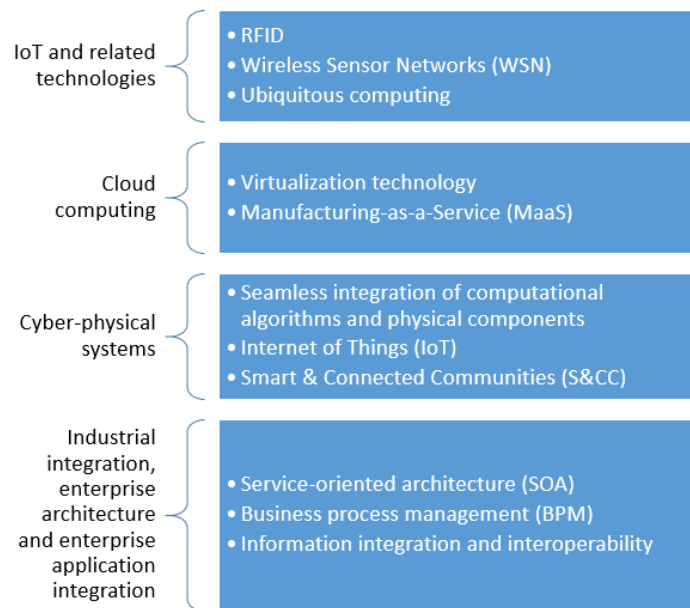 IoT and related
technologies
• RFID
• Wireless Sensor Networks (WSN)
• Ubiquitous computing
Cloud
computing
• Virtualization technology
• Manufacturing-as-a-Service (MaaS)
Cyber-physical
systems
• Seamless integration of computational
algorithms and physical components
• Internet of Things (IoT)
• Smart & Connected Communities (S&CC)
Industrial
integration,
enterprise
architecture
and enterprise
application
integration
• Service-oriented architecture (SOA)
• Business process management (BPM)
• Information integration and interoperability